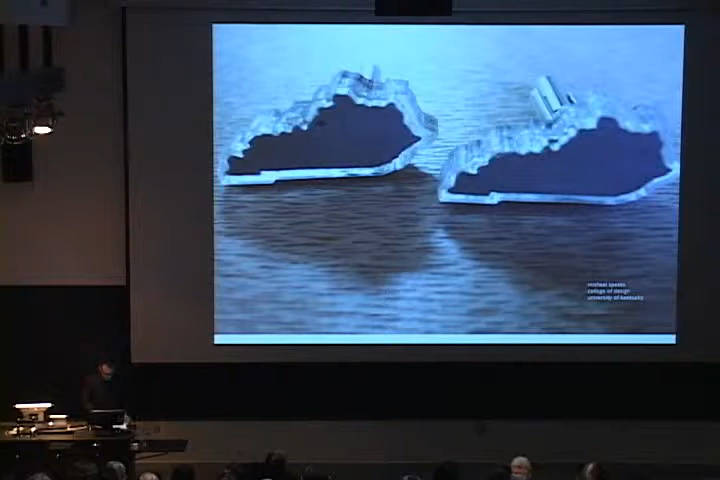 michael speaks
college of design
university of kentucky